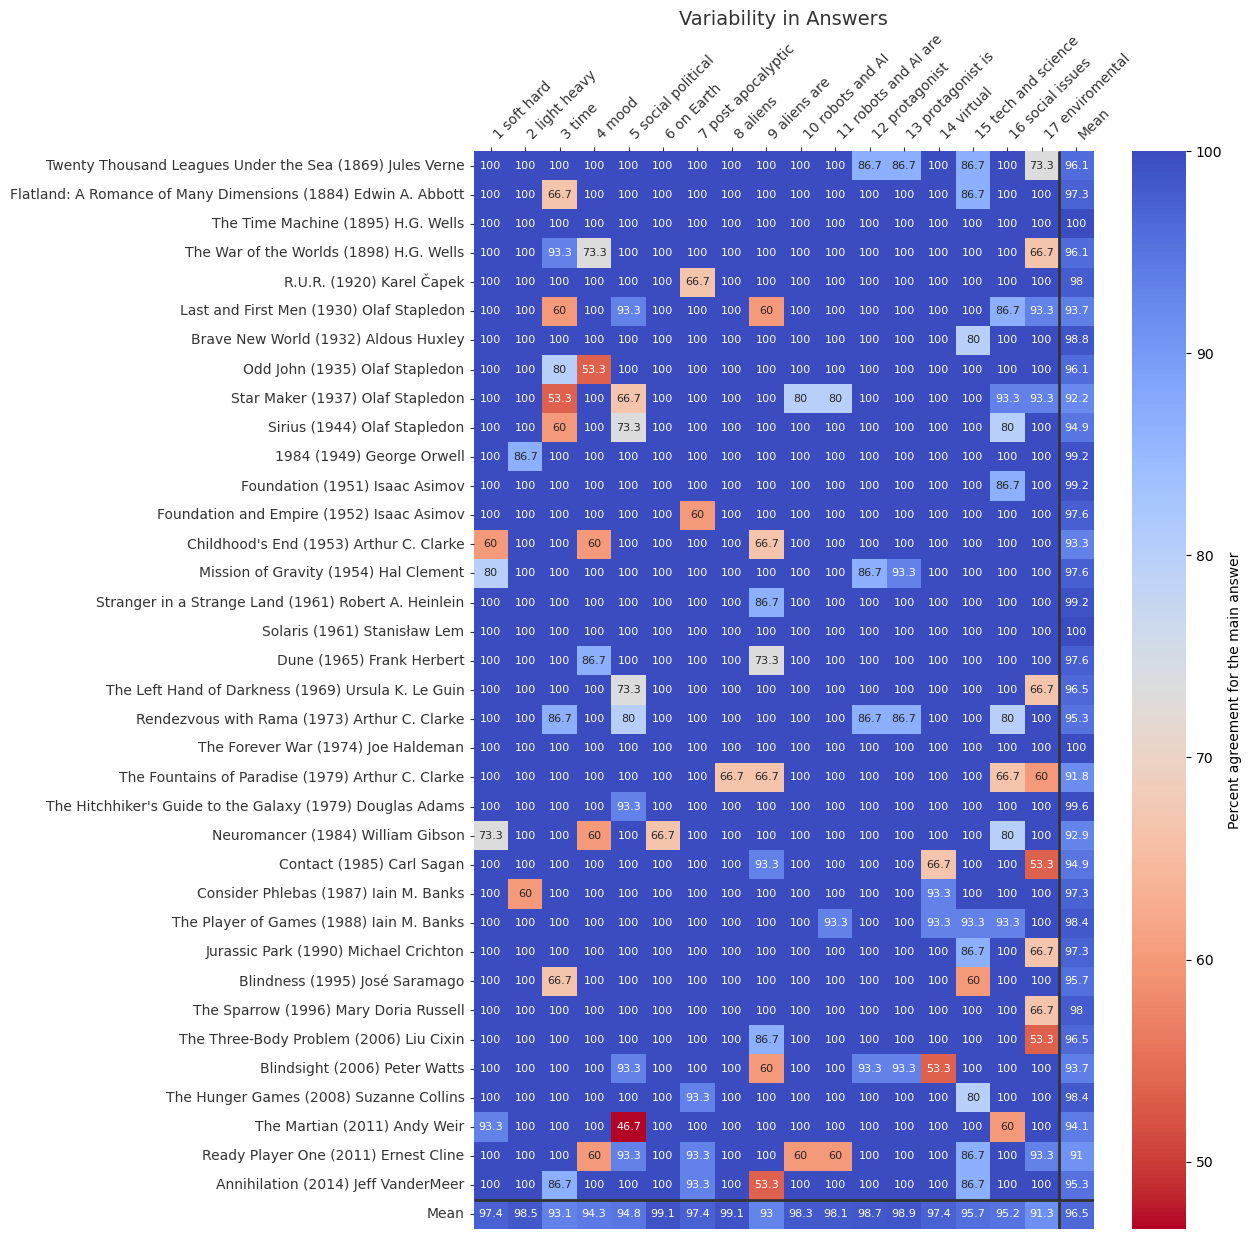 Variability in Answers
1 soft hard
2 light heavy
3 time
4 mood
5 social political
6 on Earth
7 post apocalyptic
8 aliens
9 aliens are
10 robots and AI
11 robots and AI are
12 protagonist
13 protagonist is
14 virtual
15 tech and science
16 social issues
17 enviromental
Mean
Twenty Thousand Leagues Under the Sea (1869) Jules Verne 100 100 100 100 100 100 100 100 100 100 100 86.7 86.7 100 86.7 100 73.3 96.1
Flatland: A Romance of Many Dimensions (1884) Edwin A. Abbott 100 100 66.7 100 100 100 100 100 100 100 100 100 100 100 86.7 100 100 97.3
The Time Machine (1895) H.G. Wells 100 100 100 100 100 100 100 100 100 100 100 100 100 100 100 100 100 100
The War of the Worlds (1898) H.G. Wells 100 100 93.3 73.3 100 100 100 100 100 100 100 100 100 100 100 100 66.7 96.1
R.U.R. (1920) Karel Čapek 100 100 100 100 100 100 66.7 100 100 100 100 100 100 100 100 100 100 98
Last and First Men (1930) Olaf Stapledon 100 100 60 100 93.3 100 100 100 60 100 100 100 100 100 100 86.7 93.3 93.7
Brave New World (1932) Aldous Huxley 100 100 100 100 100 100 100 100 100 100 100 100 100 100 80 100 100 98.8
Odd John (1935) Olaf Stapledon 100 100 80 53.3 100 100 100 100 100 100 100 100 100 100 100 100 100 96.1
Star Maker (1937) Olaf Stapledon 100 100 53.3 100 66.7 100 100 100 100 80 80 100 100 100 100 93.3 93.3 92.2
Sirius (1944) Olaf Stapledon 100 100 60 100 73.3 100 100 100 100 100 100 100 100 100 100 80 100 94.9
1984 (1949) George Orwell 100 86.7 100 100 100 100 100 100 100 100 100 100 100 100 100 100 100 99.2
Foundation (1951) Isaac Asimov 100 100 100 100 100 100 100 100 100 100 100 100 100 100 100 86.7 100 99.2
Foundation and Empire (1952) Isaac Asimov 100 100 100 100 100 100 60 100 100 100 100 100 100 100 100 100 100 97.6
Childhood's End (1953) Arthur C. Clarke 60 100 100 60 100 100 100 100 66.7 100 100 100 100 100 100 100 100 93.3
Mission of Gravity (1954) Hal Clement 80 100 100 100 100 100 100 100 100 100 100 86.7 93.3 100 100 100 100 97.6
Stranger in a Strange Land (1961) Robert A. Heinlein 100 100 100 100 100 100 100 100 86.7 100 100 100 100 100 100 100 100 99.2
Solaris (1961) Stanisław Lem 100 100 100 100 100 100 100 100 100 100 100 100 100 100 100 100 100 100
Dune (1965) Frank Herbert 100 100 100 86.7 100 100 100 100 73.3 100 100 100 100 100 100 100 100 97.6
The Left Hand of Darkness (1969) Ursula K. Le Guin 100 100 100 100 73.3 100 100 100 100 100 100 100 100 100 100 100 66.7 96.5
Rendezvous with Rama (1973) Arthur C. Clarke 100 100 86.7 100 80 100 100 100 100 100 100 86.7 86.7 100 100 80 100 95.3
The Forever War (1974) Joe Haldeman 100 100 100 100 100 100 100 100 100 100 100 100 100 100 100 100 100 100
The Fountains of Paradise (1979) Arthur C. Clarke 100 100 100 100 100 100 100 66.7 66.7 100 100 100 100 100 100 66.7 60 91.8
The Hitchhiker's Guide to the Galaxy (1979) Douglas Adams 100 100 100 100 93.3 100 100 100 100 100 100 100 100 100 100 100 100 99.6
Neuromancer (1984) William Gibson 73.3 100 100 60 100 66.7 100 100 100 100 100 100 100 100 100 80 100 92.9
Contact (1985) Carl Sagan 100 100 100 100 100 100 100 100 93.3 100 100 100 100 66.7 100 100 53.3 94.9
Consider Phlebas (1987) Iain M. Banks 100 60 100 100 100 100 100 100 100 100 100 100 100 93.3 100 100 100 97.3
The Player of Games (1988) Iain M. Banks 100 100 100 100 100 100 100 100 100 100 93.3 100 100 93.3 93.3 93.3 100 98.4
Jurassic Park (1990) Michael Crichton 100 100 100 100 100 100 100 100 100 100 100 100 100 100 86.7 100 66.7 97.3
Blindness (1995) José Saramago 100 100 66.7 100 100 100 100 100 100 100 100 100 100 100 60 100 100 95.7
The Sparrow (1996) Mary Doria Russell 100 100 100 100 100 100 100 100 100 100 100 100 100 100 100 100 66.7 98
The Three-Body Problem (2006) Liu Cixin 100 100 100 100 100 100 100 100 86.7 100 100 100 100 100 100 100 53.3 96.5
Blindsight (2006) Peter Watts 100 100 100 100 93.3 100 100 100 60 100 100 93.3 93.3 53.3 100 100 100 93.7
The Hunger Games (2008) Suzanne Collins 100 100 100 100 100 100 93.3 100 100 100 100 100 100 100 80 100 100 98.4
The Martian (2011) Andy Weir 93.3 100 100 100 46.7 100 100 100 100 100 100 100 100 100 100 60 100 94.1
Ready Player One (2011) Ernest Cline 100 100 100 60 93.3 100 93.3 100 100 60 60 100 100 100 86.7 100 93.3 91
Annihilation (2014) Jeff VanderMeer 100 100 86.7 100 100 100 93.3 100 53.3 100 100 100 100 100 86.7 100 100 95.3
Mean 97.4 98.5 93.1 94.3 94.8 99.1 97.4 99.1 93 98.3 98.1 98.7 98.9 97.4 95.7 95.2 91.3 96.5
100
90
80
70
60
50
Percent agreement for the main answer